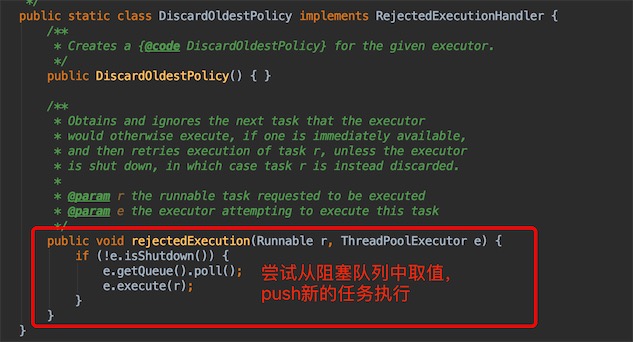 */
public static class DiscardOldestPolicy implements RejectedExecutionHandler {
/**
* Creates a {@code DiscardOldestPolicy} for the given executor.
*/
public DiscardOldestPolicy() { }
/**
* Obtains and ignores the next task that the executor
* would otherwise execute, if one is immediately available,
* and then retries execution of task r, unless the executor
* is shut down, in which case task r is instead discarded.
*
* @param r the runnable task requested to be executed
* @param e the executor attempting to execute this task
*/
public void rejectedExecution(Runnable r, ThreadPoolExecutor e) {
if (!e.isShutdown()) {
e.getQueue().poll();
e.execute(r);
尝试从阻塞队列中取值，
push新的任务执行
}
}
}